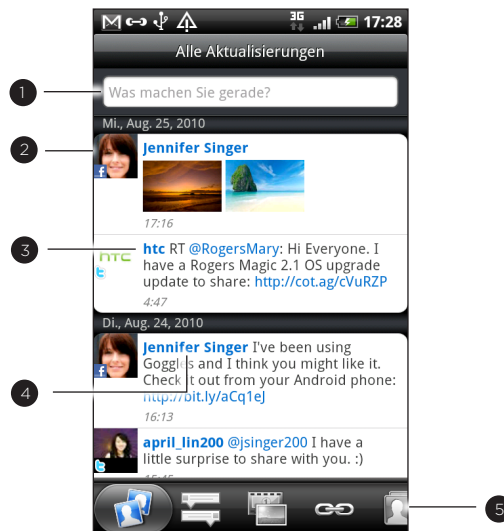 3G 17:28
Alle Aktualisierungen
1
Was machen Sie gerade?
Mi., Aug. 25, 2010
2
Jennifer Singer
17:16
3
htc RT @RogersMary: Hi Everyone. I
have a Rogers Magic 2.1 OS upgrade
update to share: http://cot.ag/cVuRZP
hTC
4:47
Di., Aug. 24, 2010
Jennifer Singer I've been using
Goggles and I think you might like it.
Check it out from your Android phone:
http://bit.ly/aCq1eJ
4
16:13
april_lin200 @jsinger200 I have a
little surprise to share with you. :)
5